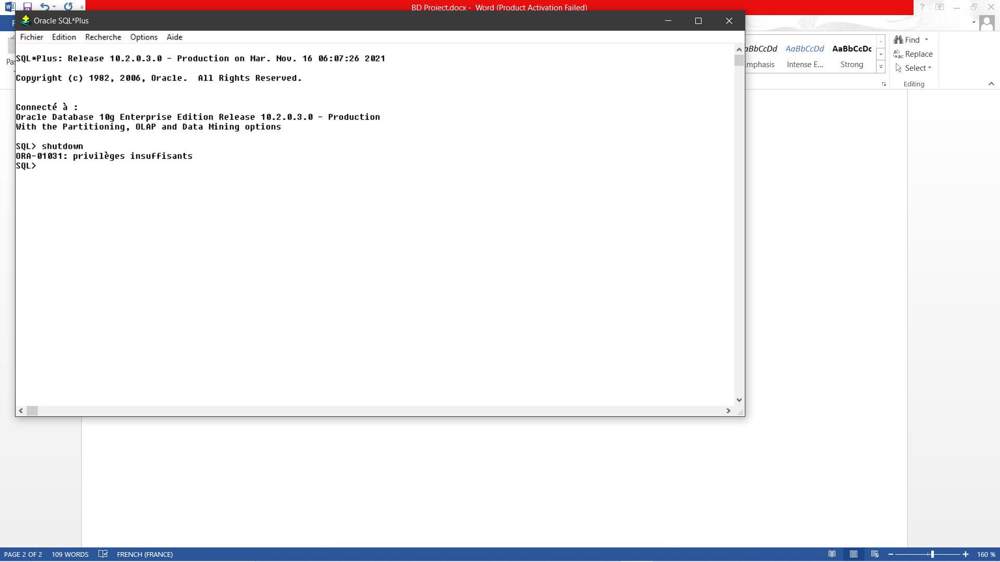 BD Project.docx - Word (Product Activation Failed)
Oracle SQL*Plus
Fichier Edition Recherche Options Aide
SQL*Plus: Release 10.2.0.3.0 - Production on Mar. Nov. 16 06:07:26 2021
Copyright (c) 1982, 2006, Oracle. All Rights Reserved.
Connecté à :
Oracle Database 10g Enterprise Edition Release 10.2.0.3.0 - Production
With the Partitioning, OLAP and Data Mining options
SQL> shutdown
ORA-01031: privilèges insuffisants
SQL>
AaBbCcDd
AaBbCcDc
Intense E...
Strong
Find
Replace
Select
Editing
PAGE 2 OF 2 109 WORDS FRENCH (FRANCE)
160 %